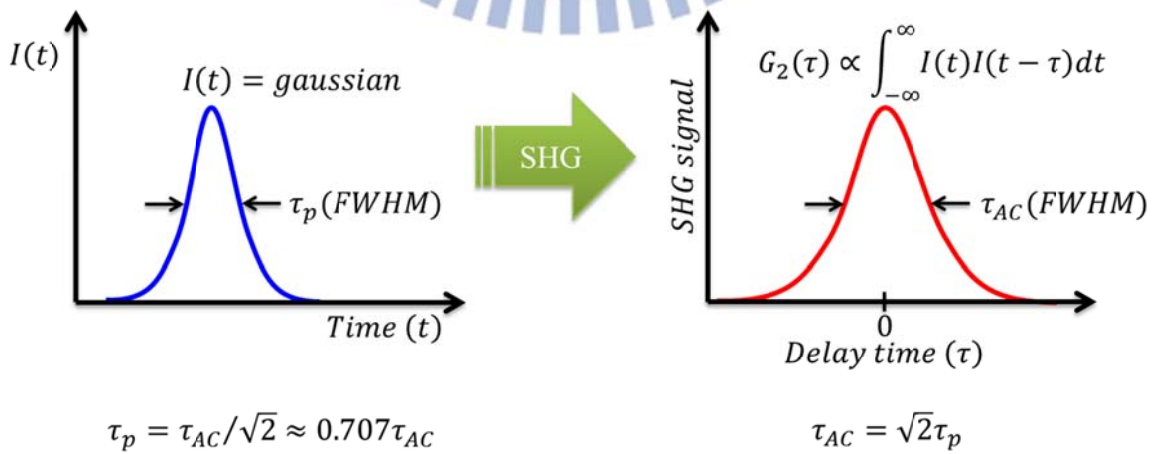 I(t)
I(t) = gaussian
τ_p(FWHM)
Time (t)
SHG
SHG signal
G₂(τ) ∝ ∫_{-∞}^{∞} I(t)I(t − τ)dt
τ_AC(FWHM)
0
Delay time (τ)
τ_p = τ_AC/√2 ≈ 0.707τ_AC
τ_AC = √2τ_p